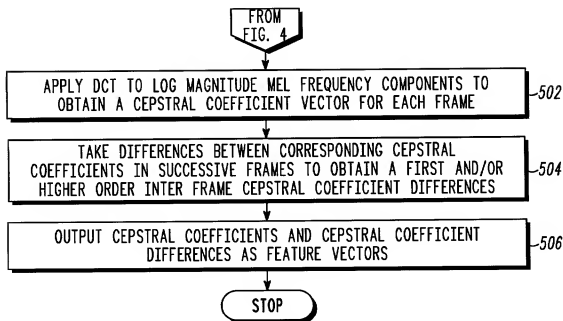 FROM
FIG. 4
APPLY DCT TO LOG MAGNITUDE MEL FREQUENCY COMPONENTS TO
OBTAIN A CEPSTRAL COEFFICIENT VECTOR FOR EACH FRAME
502
TAKE DIFFERENCES BETWEEN CORRESPONDING CEPSTRAL
COEFFICIENTS IN SUCCESSIVE FRAMES TO OBTAIN A FIRST AND/OR
HIGHER ORDER INTER FRAME CEPSTRAL COEFFICIENT DIFFERENCES
504
OUTPUT CEPSTRAL COEFFICIENTS AND CEPSTRAL COEFFICIENT
DIFFERENCES AS FEATURE VECTORS
506
STOP